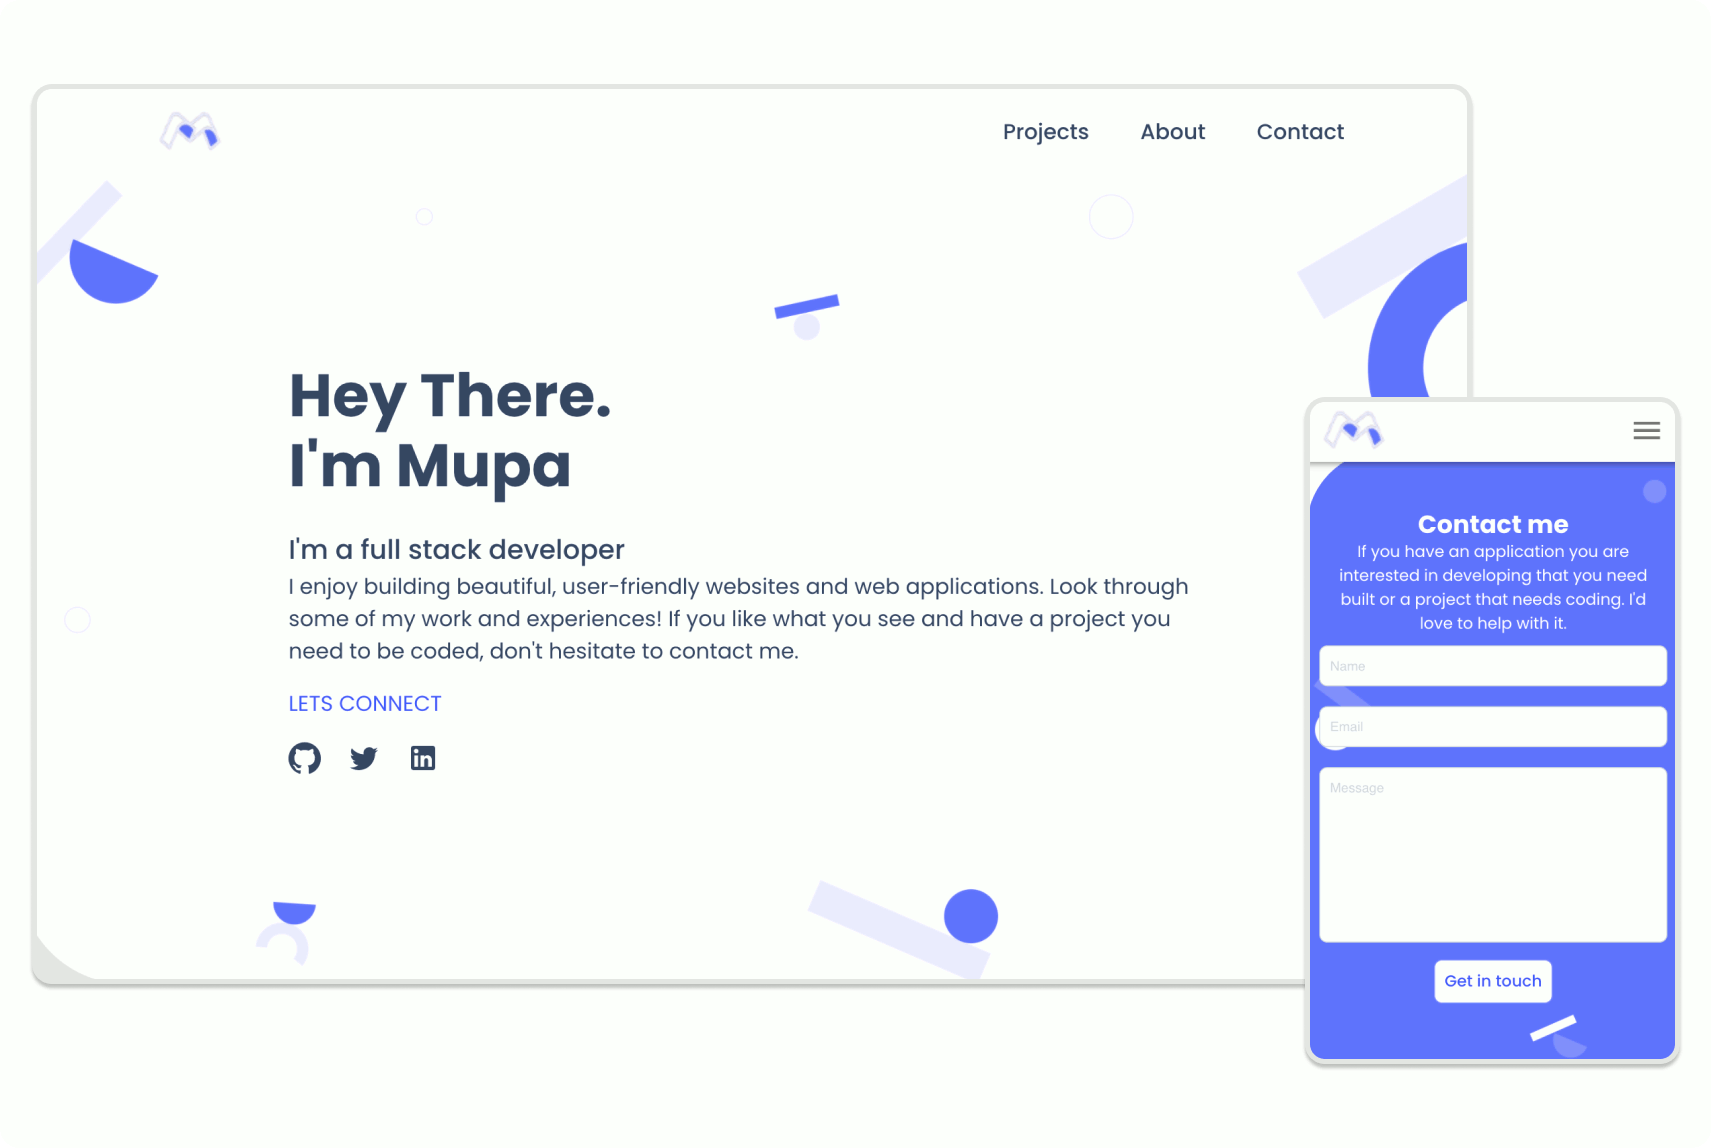 Projects About Contact
Hey There.
I'm Mupa
I'm a full stack developer
I enjoy building beautiful, user-friendly websites and web applications. Look through
some of my work and experiences! If you like what you see and have a project you
need to be coded, don't hesitate to contact me.
LETS CONNECT
Contact me
If you have an application you are
interested in developing that you need
built or a project that needs coding. I'd
love to help with it.
Name
Email
Message
Get in touch